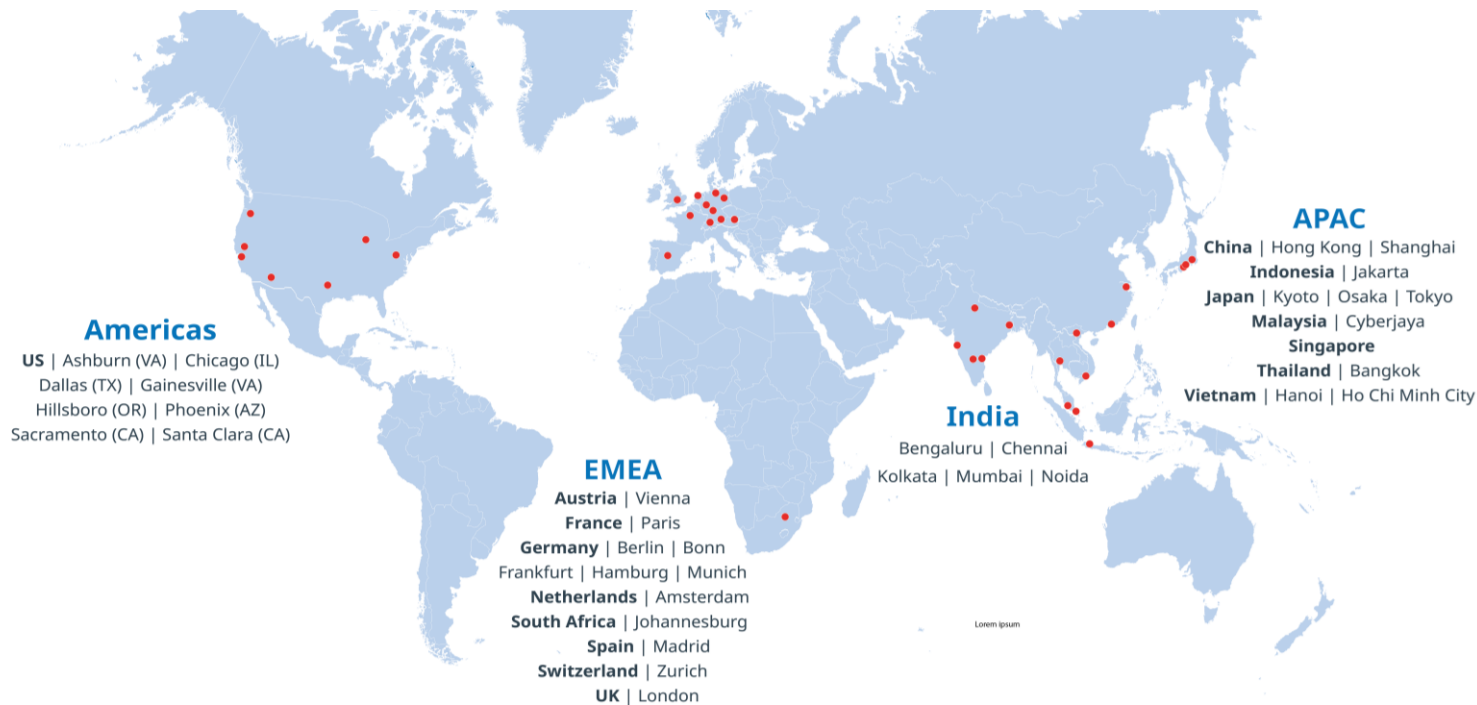 Americas
US | Ashburn (VA) | Chicago (IL)
Dallas (TX) | Gainesville (VA)
Hillsboro (OR) | Phoenix (AZ)
Sacramento (CA) | Santa Clara (CA)
EMEA
Austria | Vienna
France | Paris
Germany | Berlin | Bonn
Frankfurt | Hamburg | Munich
Netherlands | Amsterdam
South Africa | Johannesburg
Spain | Madrid
Switzerland | Zurich
UK | London
India
Bengaluru | Chennai
Kolkata | Mumbai | Noida
APAC
China | Hong Kong | Shanghai
Indonesia | Jakarta
Japan | Kyoto | Osaka | Tokyo
Malaysia | Cyberjaya
Singapore
Thailand | Bangkok
Vietnam | Hanoi | Ho Chi Minh City
Lorem ipsum